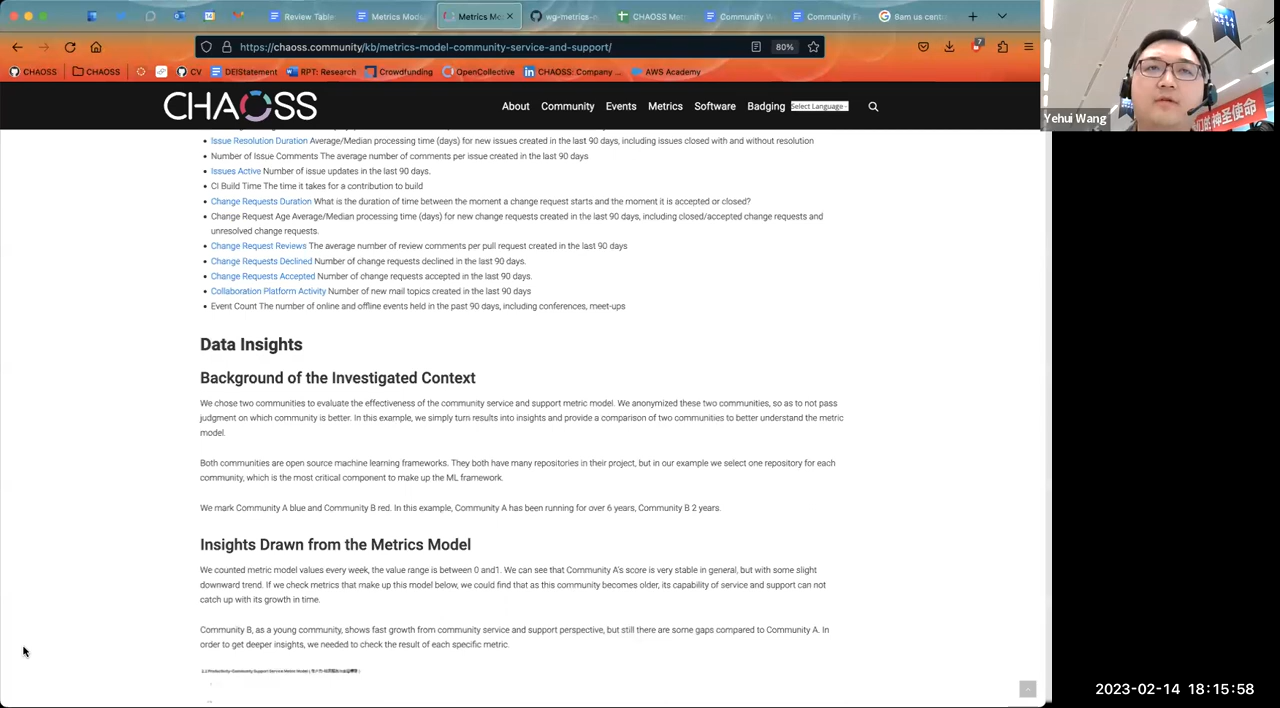 Review Table
Metrics Mod
Metrics Mo
wg-metrics-
CHAOSS Met
Community
Community
8am us cent
https://chaoss.community/kb/metrics-model-community-service-and-support/
80%
7
CHAOSS
CHAOSS
CV
DEIStatement
RPT: Research
Crowdfunding
OpenCollective
CHAOSS: Company ...
AWS Academy
CHAOSS
About
Community
Events
Metrics
Software
Badging
Select Language
Yehui Wang
的神圣使命
Issue Resolution Duration Average/Median processing time (days) for new issues created in the last 90 days, including issues closed with and without resolution
Number of Issue Comments The average number of comments per issue created in the last 90 days
Issues Active Number of issue updates in the last 90 days.
CI Build Time The time it takes for a contribution to build
Change Requests Duration What is the duration of time between the moment a change request starts and the moment it is accepted or closed?
Change Request Age Average/Median processing time (days) for new change requests created in the last 90 days, including closed/accepted change requests and
unresolved change requests.
Change Request Reviews The average number of review comments per pull request created in the last 90 days
Change Requests Declined Number of change requests declined in the last 90 days.
Change Requests Accepted Number of change requests accepted in the last 90 days.
Collaboration Platform Activity Number of new mail topics created in the last 90 days
Event Count The number of online and offline events held in the past 90 days, including conferences, meet-ups
Data Insights
Background of the Investigated Context
We chose two communities to evaluate the effectiveness of the community service and support metric model. We anonymized these two communities, so as to not pass
judgment on which community is better. In this example, we simply turn results into insights and provide a comparison of two communities to better understand the metric
model.
Both communities are open source machine learning frameworks. They both have many repositories in their project, but in our example we select one repository for each
community, which is the most critical component to make up the ML framework.
We mark Community A blue and Community B red. In this example, Community A has been running for over 6 years, Community B 2 years.
Insights Drawn from the Metrics Model
We counted metric model values every week, the value range is between 0 and1. We can see that Community A's score is very stable in general, but with some slight
downward trend. If we check metrics that make up this model below, we could find that as this community becomes older, its capability of service and support can not
catch up with its growth in time.
Community B, as a young community, shows fast growth from community service and support perspective, but still there are some gaps compared to Community A. In
order to get deeper insights, we needed to check the result of each specific metric.
2023-02-14 18:15:58